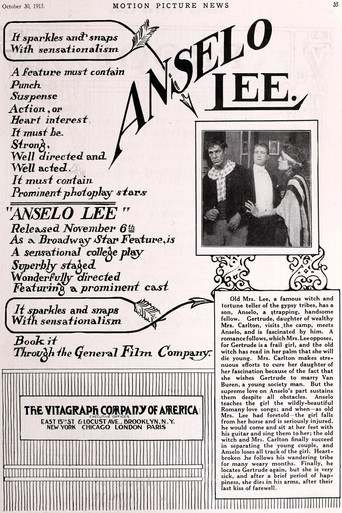 October 30, 1915.
MOTION PICTURE NEWS
35
It sparkles and snaps
With sensationalism
ANSELO
LEE.
A feature must contain
Punch
Suspense
Action, or
Heart interest
It must be
Strong,
Well directed and
Well acted.
It must contain
Prominent photoplay stars
"ANSELO LEE"
Released November 6th
As a Broadway Star Feature, is
A sensational college play
Superbly staged
Wonderfully directed
Featuring a prominent cast
It sparkles and snaps
With sensationalism
Book it
Through the General Film Company.
THE VITAGRAPH COMPANY OF AMERICA
EXECUTIVE OFFICES
EAST 15TH ST. & LOCUST AVE., BROOKLYN, N.Y.
NEW YORK CHICAGO LONDON PARIS
Old Mrs. Lee, a famous witch and
fortune teller of the gypsy tribes, has a
son, Anselo, a strapping, handsome
fellow. Gertrude, daughter of wealthy
Mrs. Carlton, visits the camp, meets
Anselo, and is fascinated by him. A
romance follows, which Mrs. Lee opposes,
for Gertrude is a frail girl, and the old
witch has read in her palm that she will
die young. Mrs. Carlton makes stre-
nuous efforts to cure her daughter of
her fascination because of the fact that
she wishes Gertrude to marry Van
Buren, a young society man. But the
supreme love on Anselo's part sustains
them despite all obstacles. Anselo
teaches the girl the wildly-beautiful
Romany love songs; and when—as old
Mrs. Lee had foretold—the girl falls
from her horse and is seriously injured,
he would come and sit at her feet with
his guitar and sing them to her; the old
witch and Mrs. Carlton finally succeed
in separating the young couple, and
Anselo loses all track of the girl. Heart-
broken he follows his wandering tribe
for many weary months. Finally, he
locates Gertrude again, but she is very
sick, and after a brief period of hap-
piness, she dies in his arms, after their
last kiss of farewell.